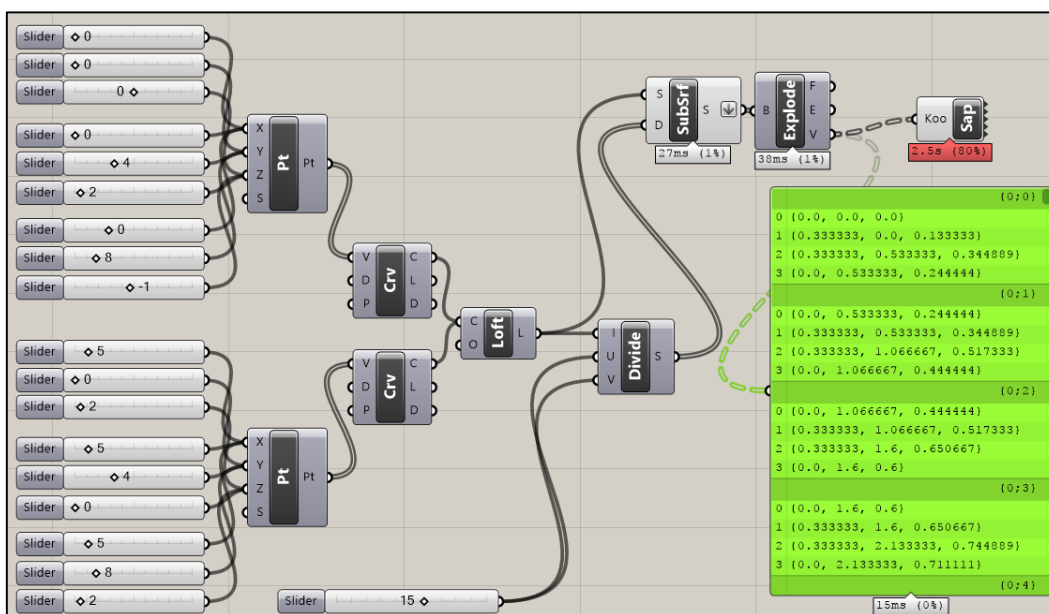 Slider 0
Slider 0
Slider 0
Slider 0
Slider 4
Slider 2
Slider 0
Slider 8
Slider -1
X
Y
Z
S
Pt
Pt
V
D
P
Crv
C
L
D
Slider 5
Slider 0
Slider 2
Slider 5
Slider 4
Slider 0
Slider 5
Slider 8
Slider 2
X
Y
Z
S
Pt
Pt
V
D
P
Crv
C
L
D
C
O
Loft
L
Slider 15
I
U
V
Divide
S
S
D
SubSrf
S
27ms (1%)
B
Explode
F
E
V
38ms (1%)
Koo
Sap
2.5s (80%)
{0;0}
0 {0.0, 0.0, 0.0}
1 {0.333333, 0.0, 0.133333}
2 {0.333333, 0.533333, 0.344889}
3 {0.0, 0.533333, 0.244444}
{0;1}
0 {0.0, 0.533333, 0.244444}
1 {0.333333, 0.533333, 0.344889}
2 {0.333333, 1.066667, 0.517333}
3 {0.0, 1.066667, 0.444444}
{0;2}
0 {0.0, 1.066667, 0.444444}
1 {0.333333, 1.066667, 0.517333}
2 {0.333333, 1.6, 0.650667}
3 {0.0, 1.6, 0.6}
{0;3}
0 {0.0, 1.6, 0.6}
1 {0.333333, 1.6, 0.650667}
2 {0.333333, 2.133333, 0.744889}
3 {0.0, 2.133333, 0.711111}
{0;4}
15ms (0%)